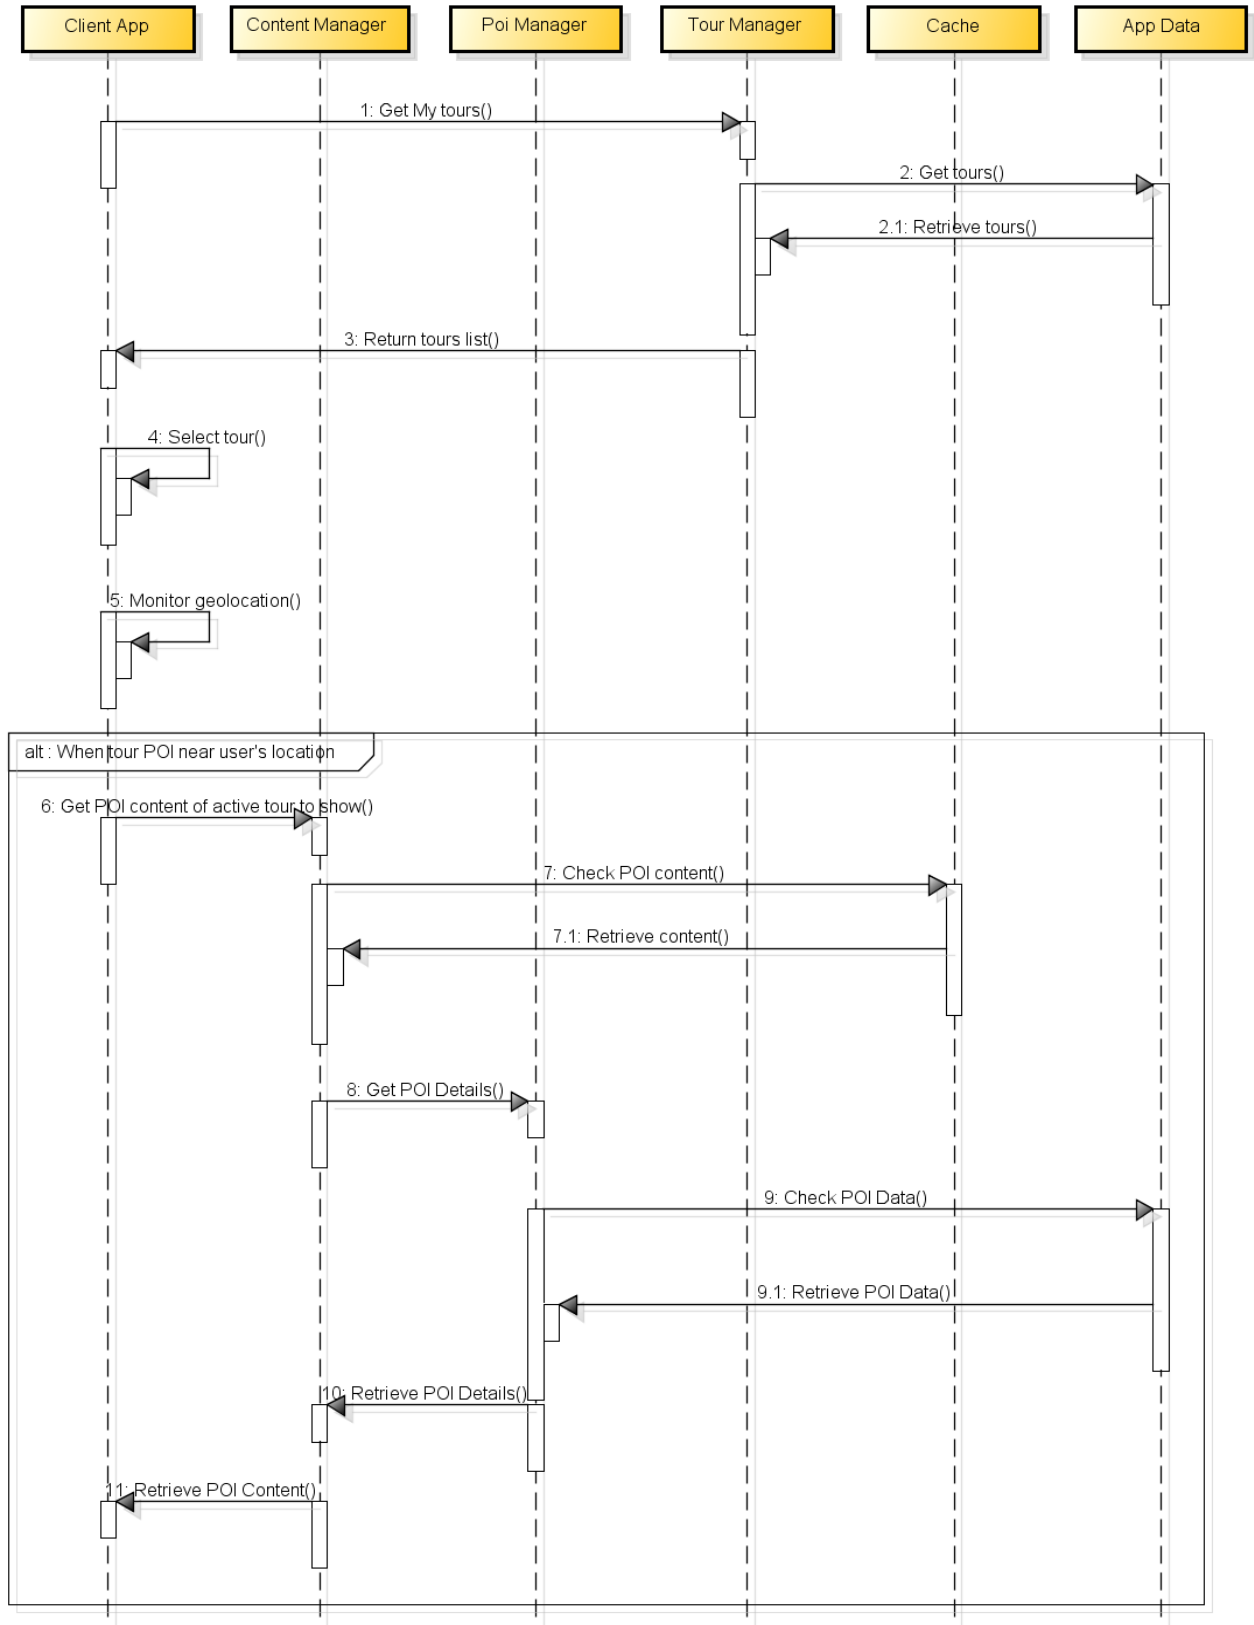 Client App
Content Manager
Poi Manager
Tour Manager
Cache
App Data
1: Get My tours()
2: Get tours()
2.1: Retrieve tours()
3: Return tours list()
4: Select tour()
5: Monitor geolocation()
alt : When tour POI near user's location
6: Get POI content of active tour to show()
7: Check POI content()
7.1: Retrieve content()
8: Get POI Details()
9: Check POI Data()
9.1: Retrieve POI Data()
10: Retrieve POI Details()
11: Retrieve POI Content()